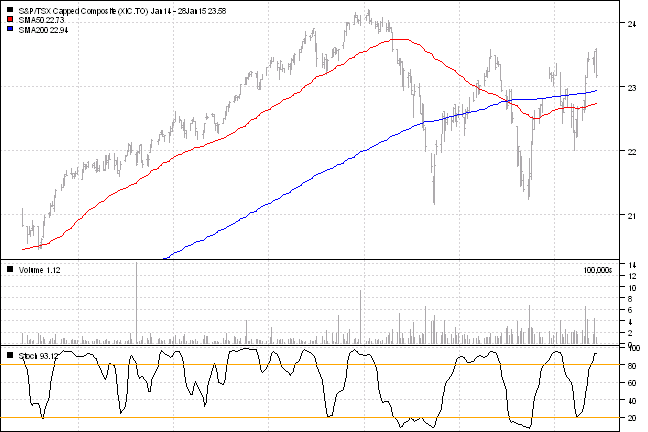 S&P/TSX Capped Composite (XIC.TO) Jan14 - 28Jan15 23.58
SMA50 22.73
SMA200 22.94
24
23
22
21
Volume 1.12
100,000s
14
12
10
8
6
4
2
0
Stoch 93.12
100
80
60
40
20